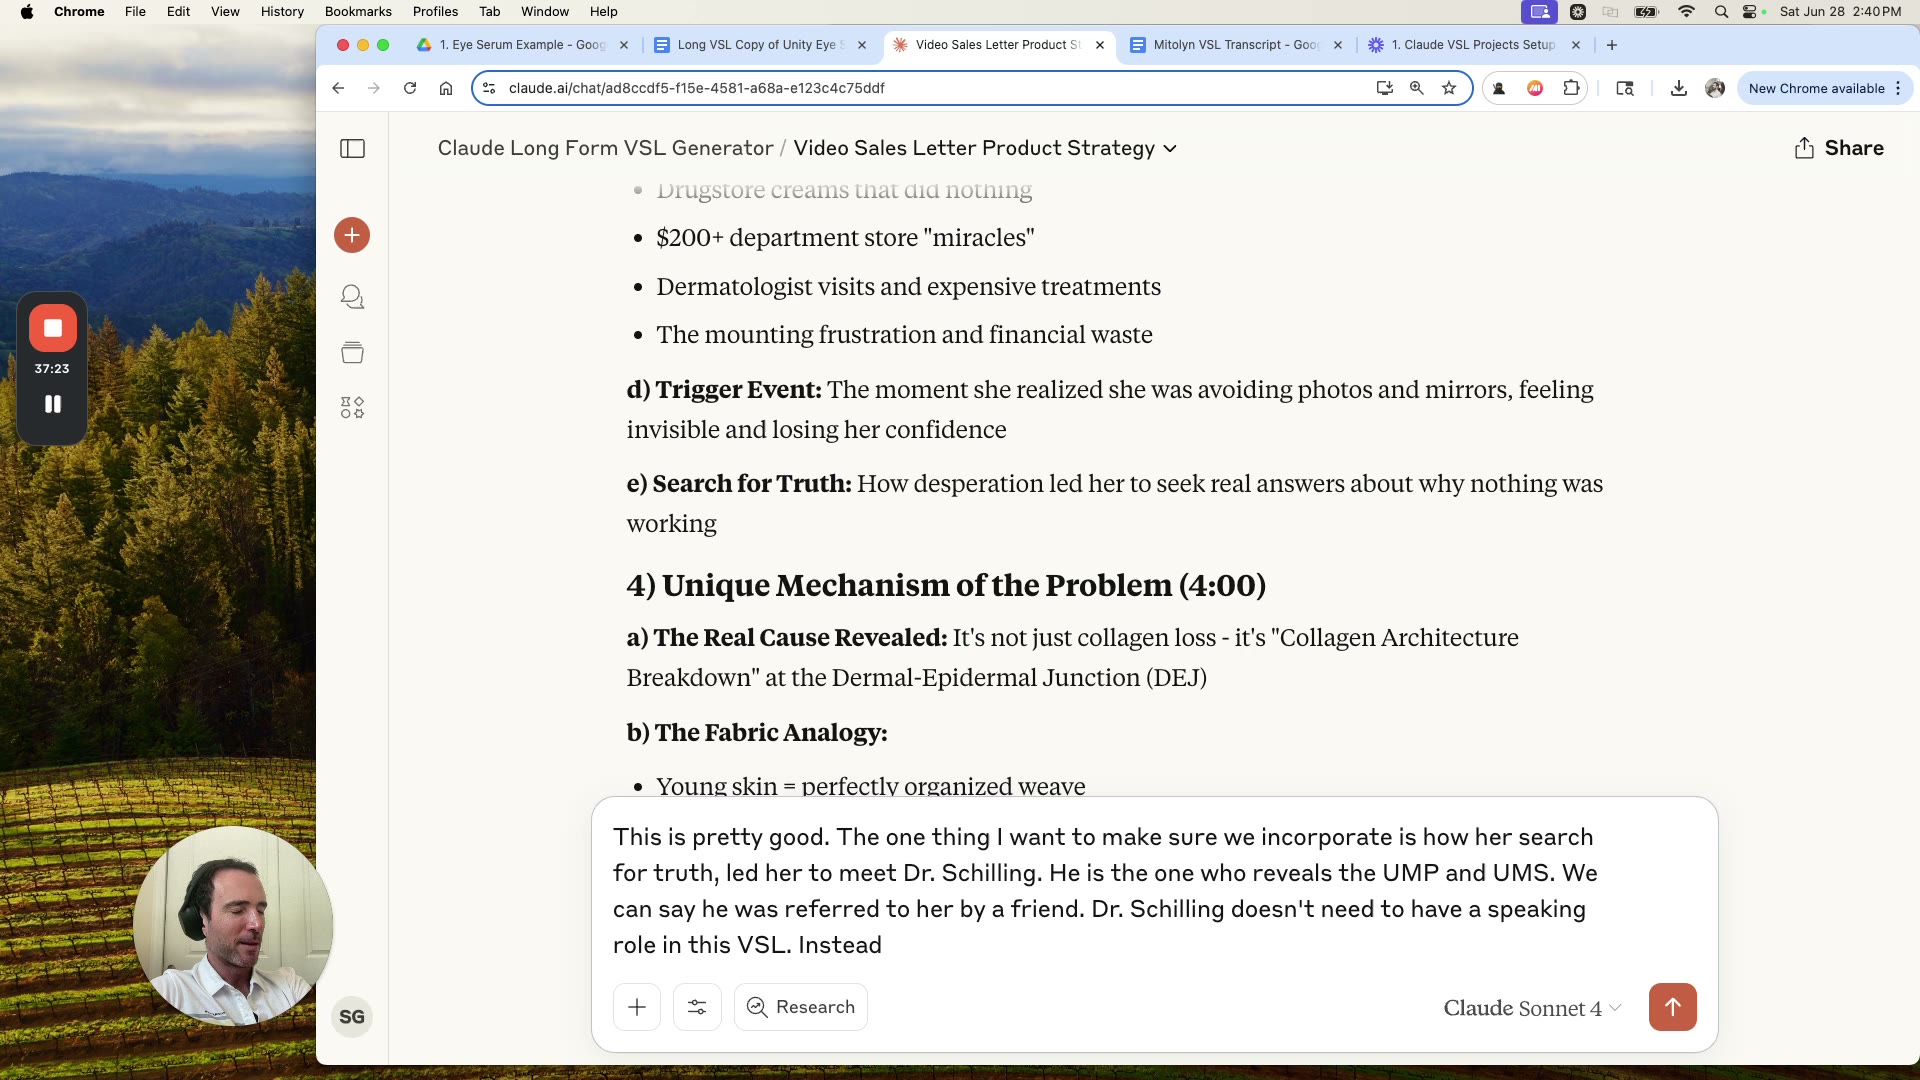 Chrome File Edit View History Bookmarks Profiles Tab Window Help Sat Jun 28 2:40 PM
1. Eye Serum Example - Goog
Long VSL Copy of Unity Eye S
Video Sales Letter Product St
Mitolyn VSL Transcript - Goo
1. Claude VSL Projects Setup
claude.ai/chat/ad8ccdf5-f15e-4581-a68a-e123c4c75ddf
New Chrome available
Claude Long Form VSL Generator / Video Sales Letter Product Strategy
Share
• Drugstore creams that did nothing
• $200+ department store "miracles"
• Dermatologist visits and expensive treatments
• The mounting frustration and financial waste
37:23
d) Trigger Event: The moment she realized she was avoiding photos and mirrors, feeling
invisible and losing her confidence
e) Search for Truth: How desperation led her to seek real answers about why nothing was
working
4) Unique Mechanism of the Problem (4:00)
a) The Real Cause Revealed: It's not just collagen loss - it's "Collagen Architecture
Breakdown" at the Dermal-Epidermal Junction (DEJ)
b) The Fabric Analogy:
• Young skin = perfectly organized weave
This is pretty good. The one thing I want to make sure we incorporate is how her search
for truth, led her to meet Dr. Schilling. He is the one who reveals the UMP and UMS. We
can say he was referred to her by a friend. Dr. Schilling doesn't need to have a speaking
role in this VSL. Instead
Research
Claude Sonnet 4
SG